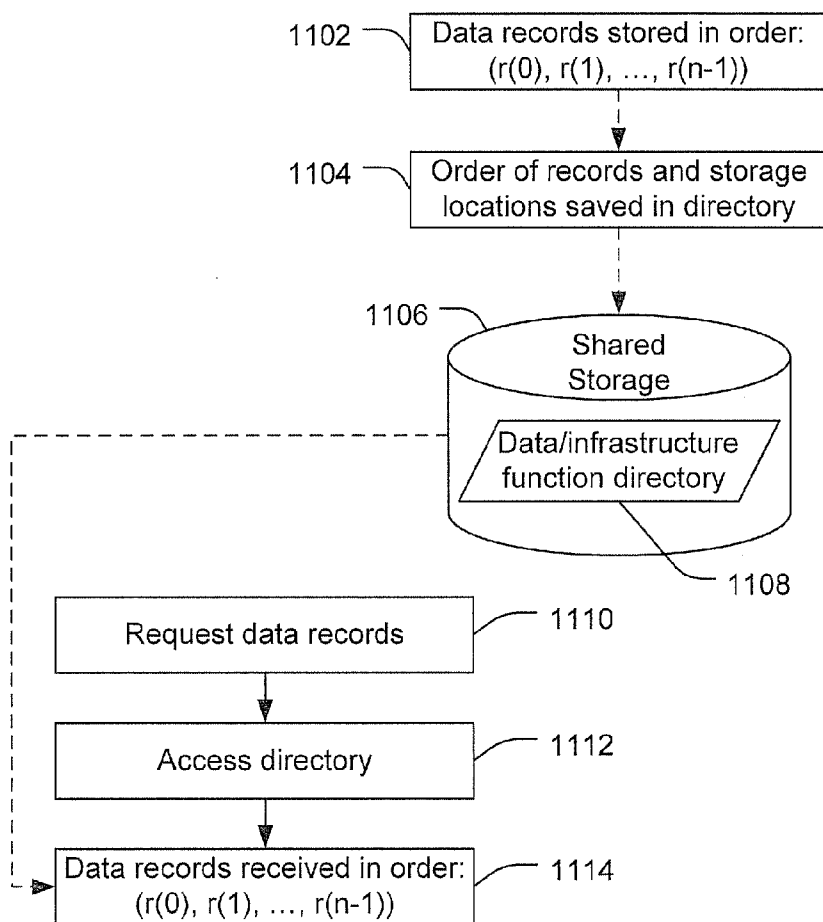 1102
Data records stored in order:
(r(0), r(1), ..., r(n-1))
1104
Order of records and storage
locations saved in directory
1106
Shared
Storage
Data/infrastructure
function directory
1108
Request data records
1110
Access directory
1112
Data records received in order:
(r(0), r(1), ..., r(n-1))
1114